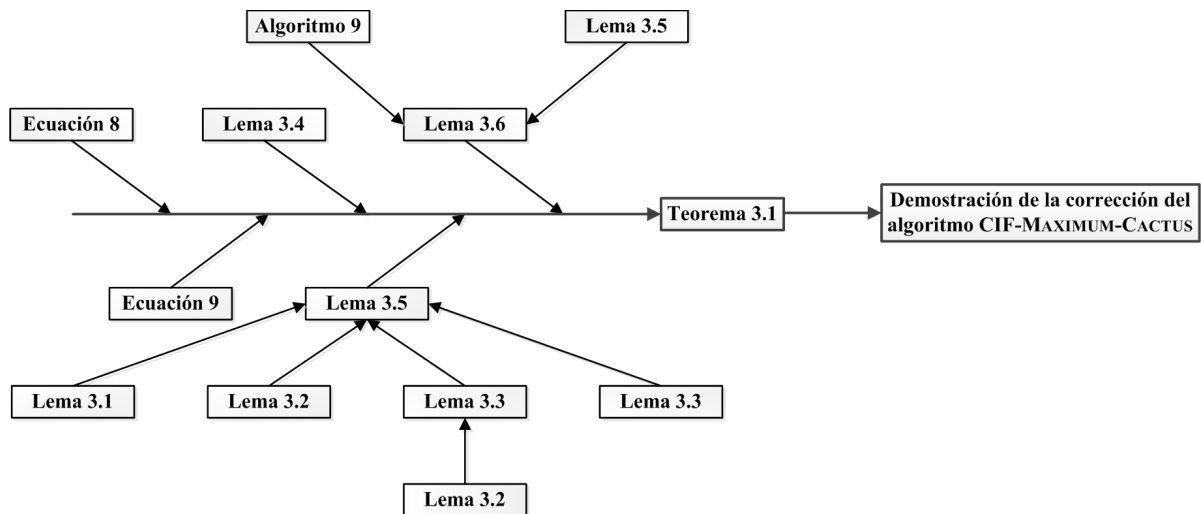 Algoritmo 9
Lema 3.5
Ecuación 8
Lema 3.4
Lema 3.6
Teorema 3.1
Demostración de la corrección del
algoritmo CIF-MAXIMUM-CACTUS
Ecuación 9
Lema 3.5
Lema 3.1
Lema 3.2
Lema 3.3
Lema 3.3
Lema 3.2